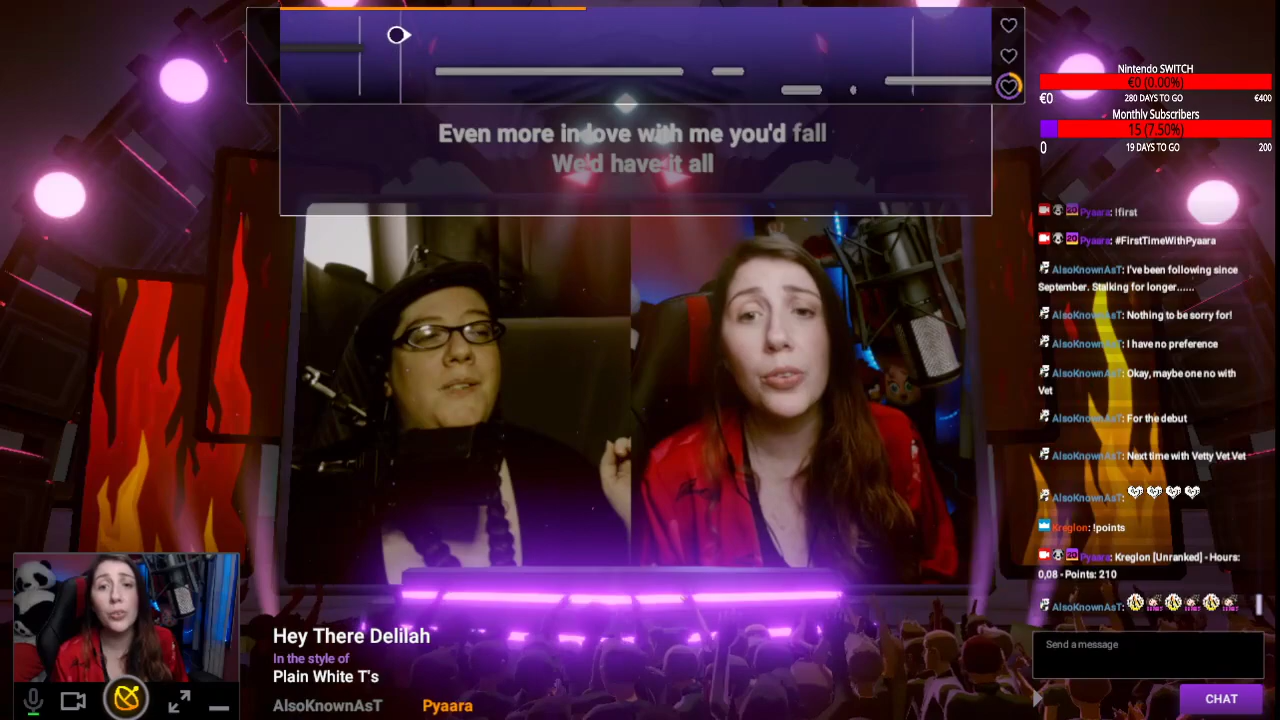 Even more in love with me you'd fall
We'd have it all
Nintendo SWITCH
€0 (0.00%)
€0 280 DAYS TO GO €400
Monthly Subscribers
15 (7.50%)
0 19 DAYS TO GO 200
20 Pyaara: !first
20 Pyaara: #FirstTimeWithPyaara
AlsoKnownAsT: I've been following since
September. Stalking for longer......
AlsoKnownAsT: Nothing to be sorry for!
AlsoKnownAsT: I have no preference
AlsoKnownAsT: Okay, maybe one no with
Vet
AlsoKnownAsT: For the debut
AlsoKnownAsT: Next time with Vetty Vet Vet
AlsoKnownAsT:
Kreglon: !points
20 Pyaara: Kreglon [Unranked] - Hours:
0,08 - Points: 210
AlsoKnownAsT:
Send a message
CHAT
Hey There Delilah
In the style of
Plain White T's
AlsoKnownAsT Pyaara